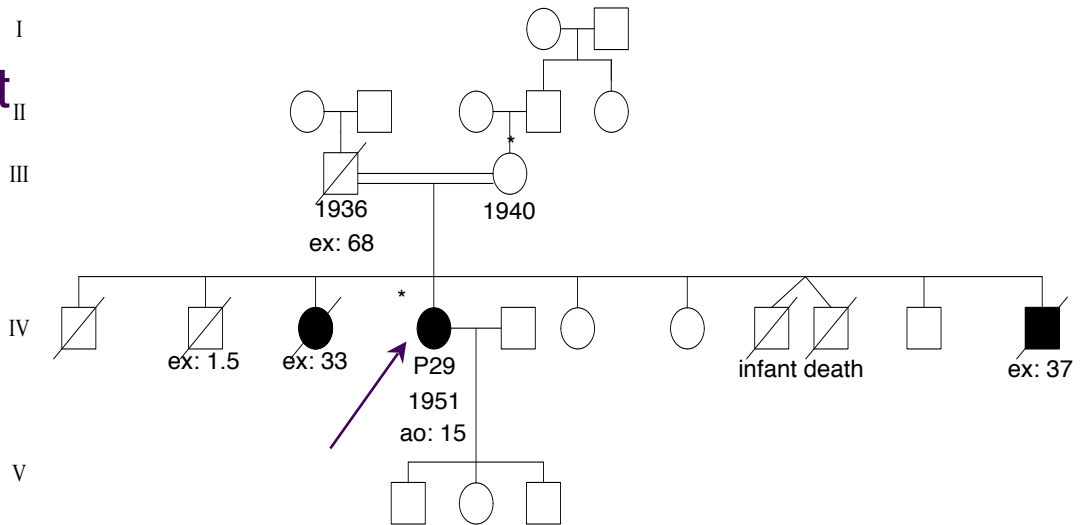 I
t
II
*
III
1936
1940
ex: 68
*
IV
ex: 1.5
ex: 33
P29
infant death
ex: 37
1951
ao: 15
V